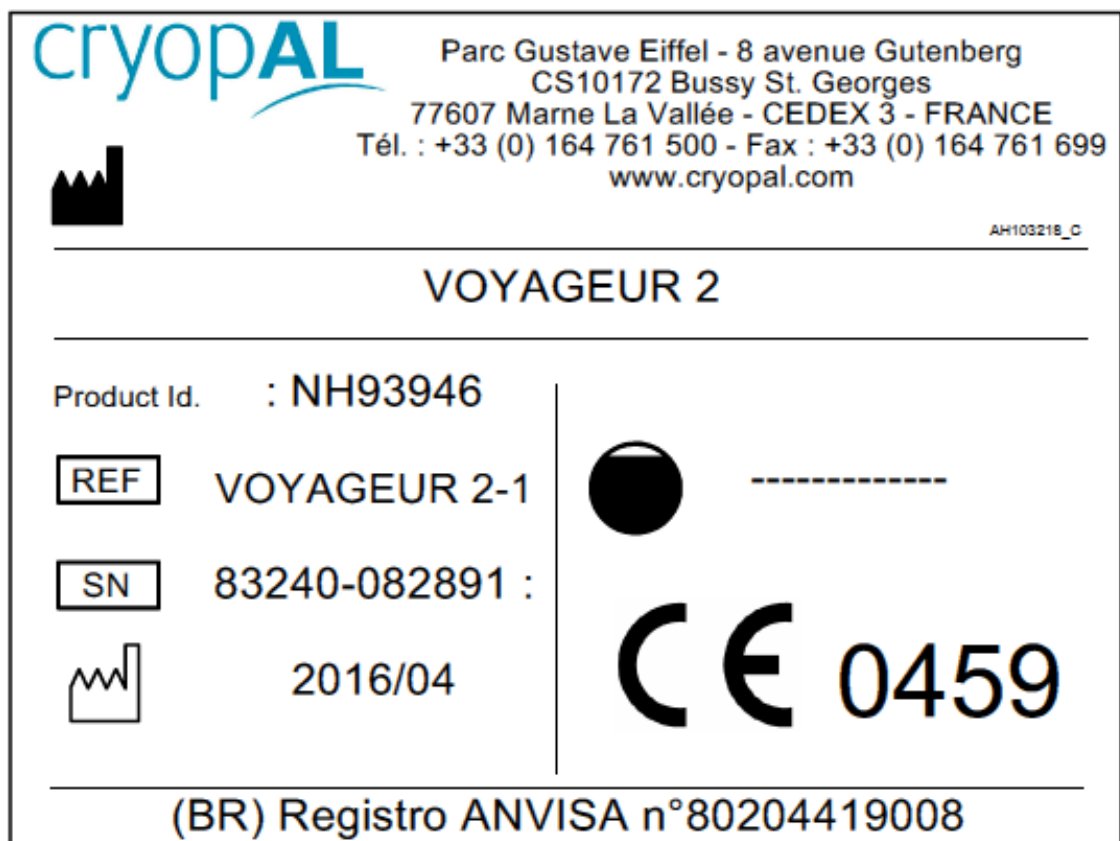 cryopAL
Parc Gustave Eiffel - 8 avenue Gutenberg
CS10172 Bussy St. Georges
77607 Marne La Vallée - CEDEX 3 - FRANCE
Tél. : +33 (0) 164 761 500 - Fax : +33 (0) 164 761 699
www.cryopal.com
AH103218_C
VOYAGEUR 2
Product Id. : NH93946
REF VOYAGEUR 2-1
-------------
SN 83240-082891 :
2016/04
CE 0459
(BR) Registro ANVISA n°80204419008